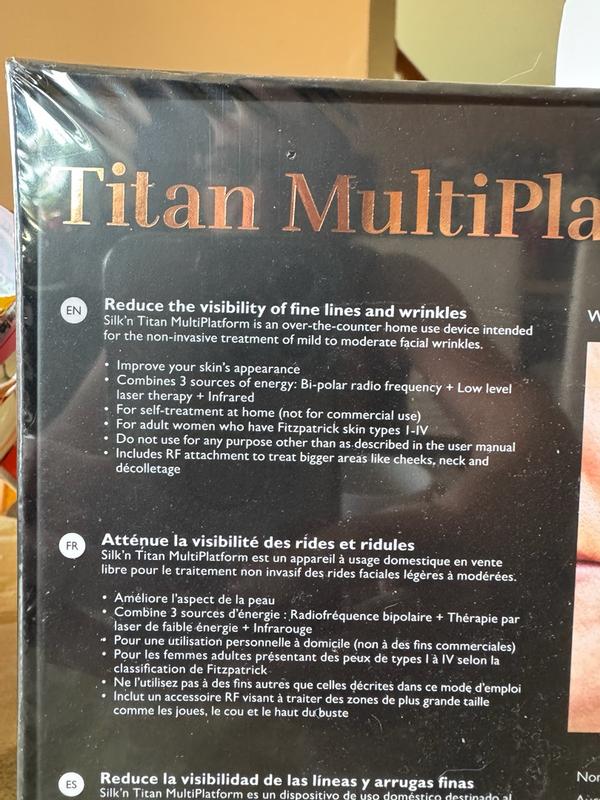 Titan MultiPla
EN
Reduce the visibility of fine lines and wrinkles
Silk'n Titan MultiPlatform is an over-the-counter home use device intended
for the non-invasive treatment of mild to moderate facial wrinkles.
• Improve your skin's appearance
• Combines 3 sources of energy: Bi-polar radio frequency + Low level
laser therapy + Infrared
• For self-treatment at home (not for commercial use)
• For adult women who have Fitzpatrick skin types I-IV
• Do not use for any purpose other than as described in the user manual
• Includes RF attachment to treat bigger areas like cheeks, neck and
décolletage
FR
Atténue la visibilité des rides et ridules
Silk'n Titan MultiPlatform est un appareil à usage domestique en vente
libre pour le traitement non invasif des rides faciales légères à modérées.
• Améliore l'aspect de la peau
• Combine 3 sources d'énergie : Radiofréquence bipolaire + Thérapie par
laser de faible énergie + Infrarouge
• Pour une utilisation personnelle à domicile (non à des fins commerciales)
• Pour les femmes adultes présentant des peux de types I à IV selon la
classification de Fitzpatrick
• Ne l'utilisez pas à des fins autres que celles décrites dans ce mode d'emploi
• Inclut un accessoire RF visant à traiter des zones de plus grande taille
comme les joues, le cou et le haut du buste
ES
Reduce la visibilidad de las líneas y arrugas finas
Silk'n Titan MultiPlatform es un dispositivo de uso doméstico destinado al
W
Nor